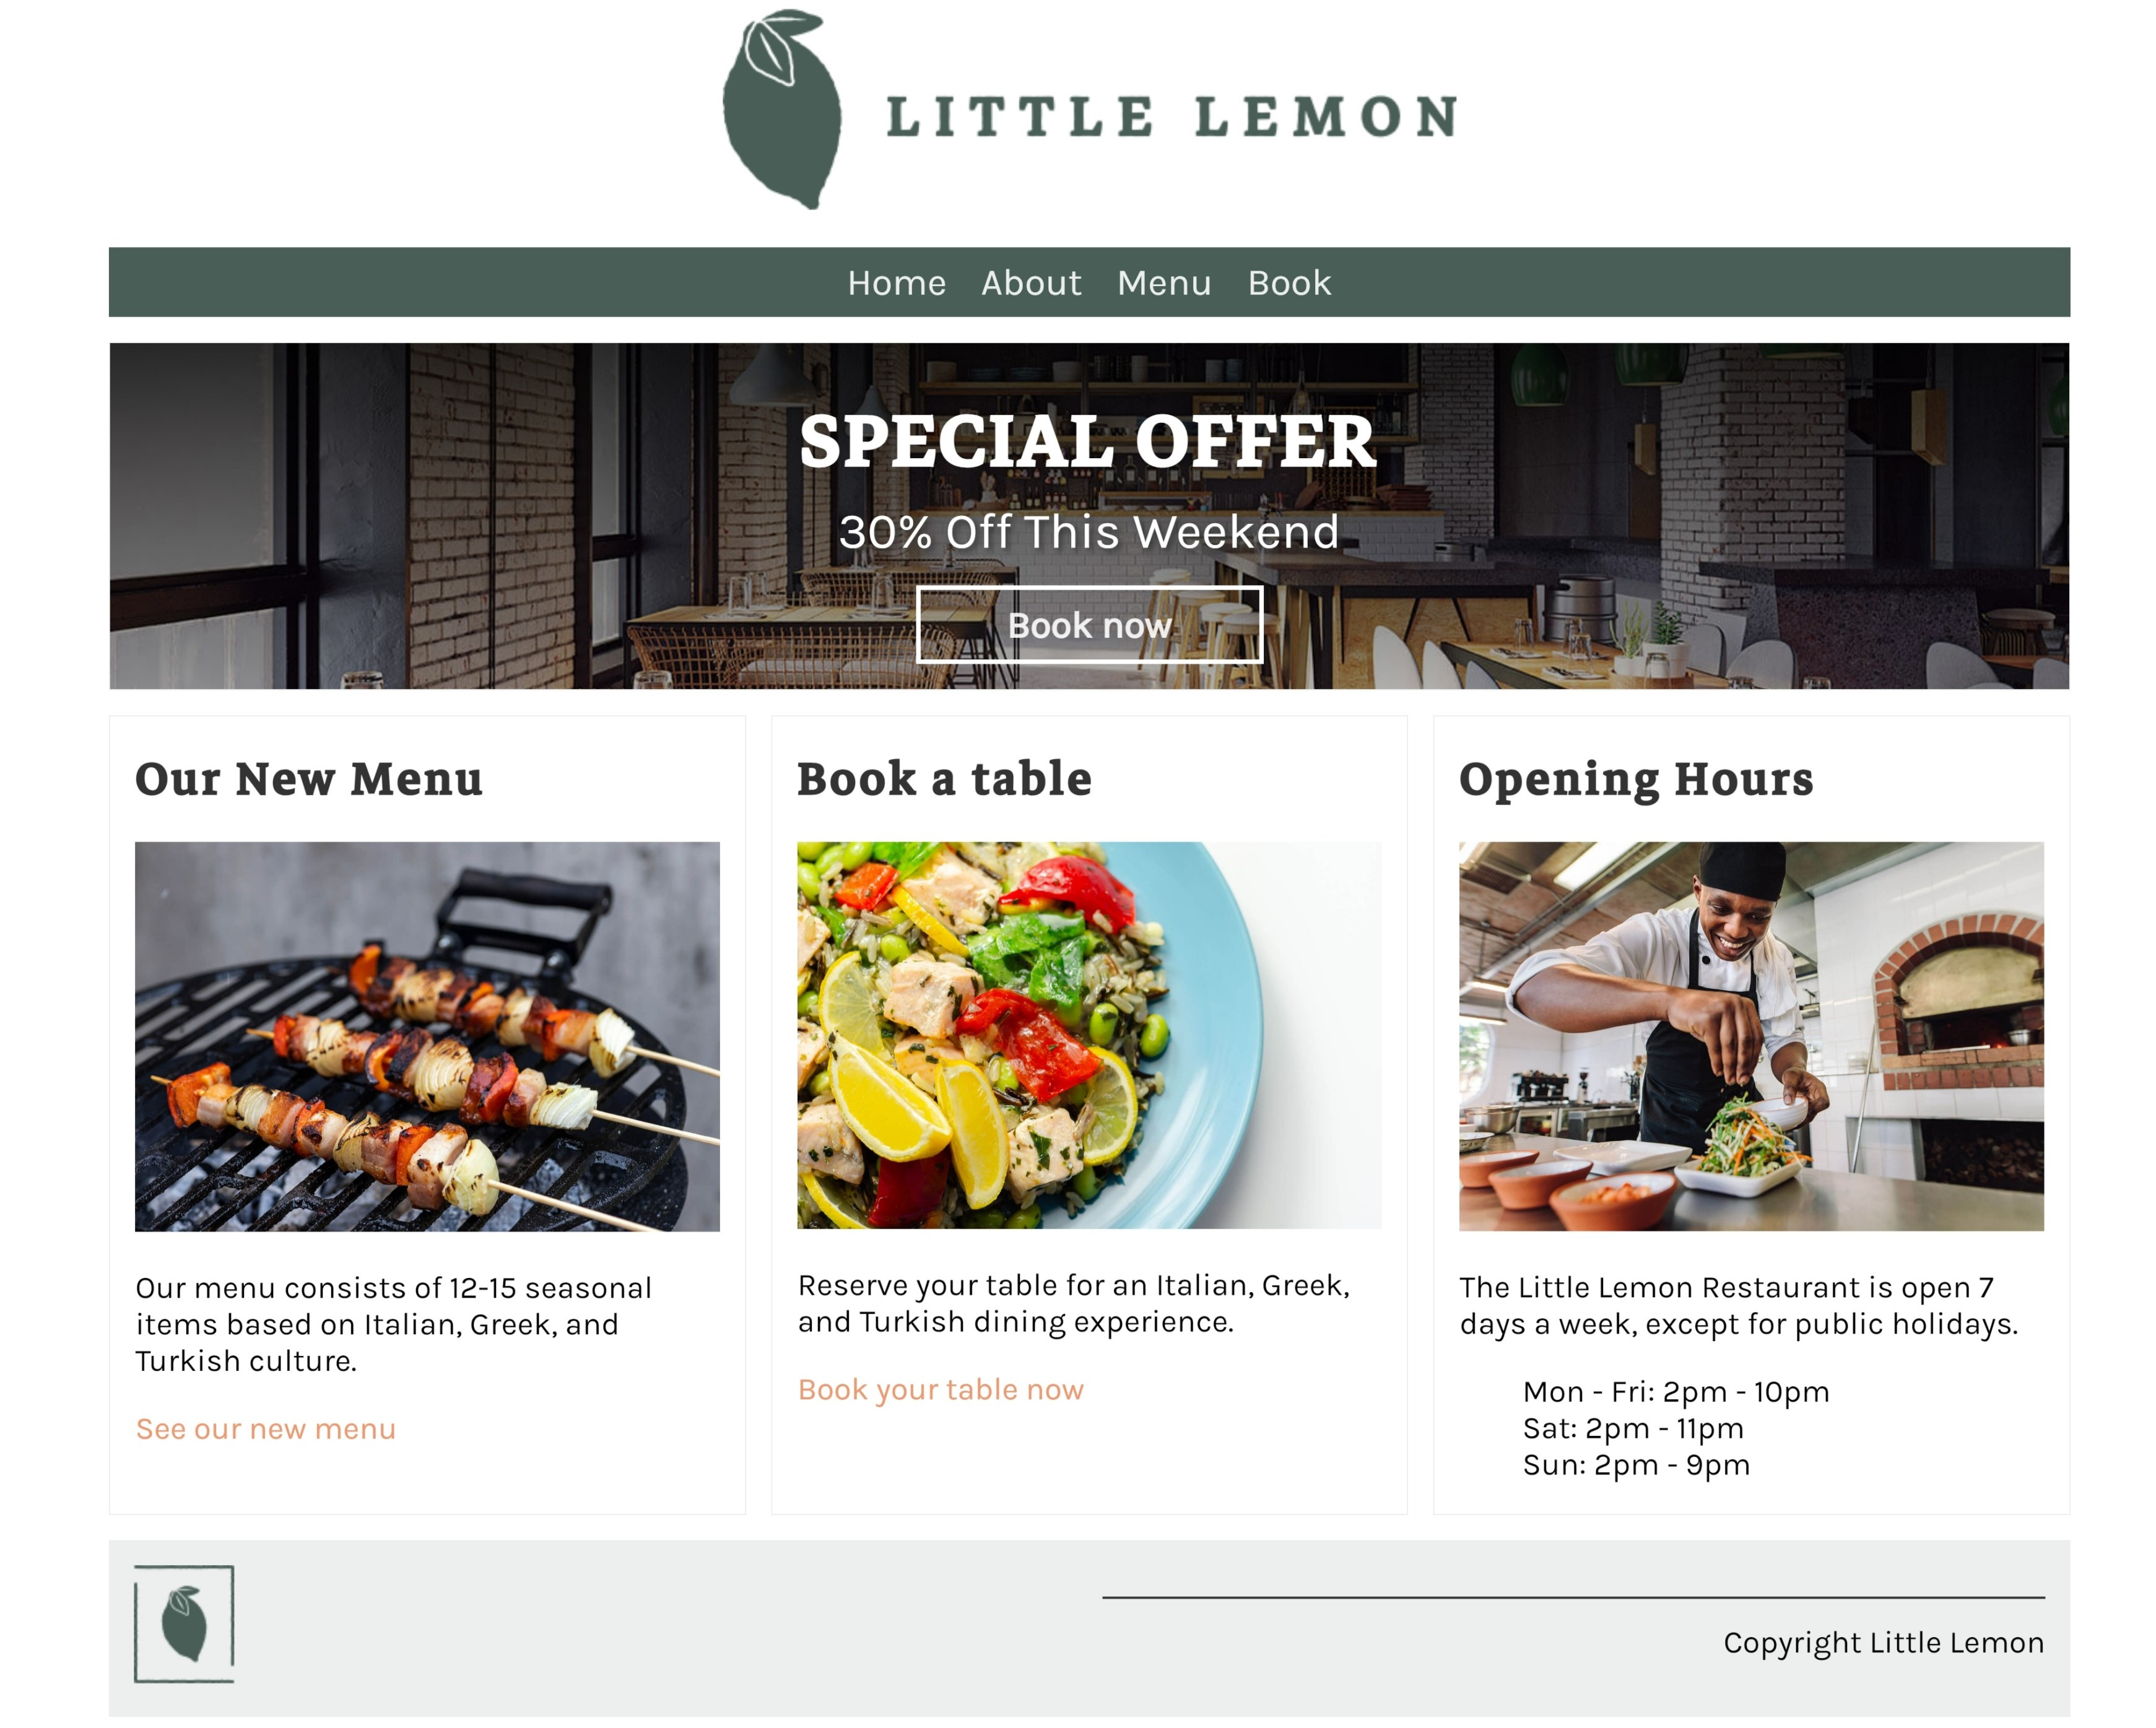 LITTLE LEMON
Home About Menu Book
SPECIAL OFFER
30% Off This Weekend
Book now
Our New Menu
Our menu consists of 12-15 seasonal
items based on Italian, Greek, and
Turkish culture.
See our new menu
Book a table
Reserve your table for an Italian, Greek,
and Turkish dining experience.
Book your table now
Opening Hours
The Little Lemon Restaurant is open 7
days a week, except for public holidays.
Mon - Fri: 2pm - 10pm
Sat: 2pm - 11pm
Sun: 2pm - 9pm
Copyright Little Lemon